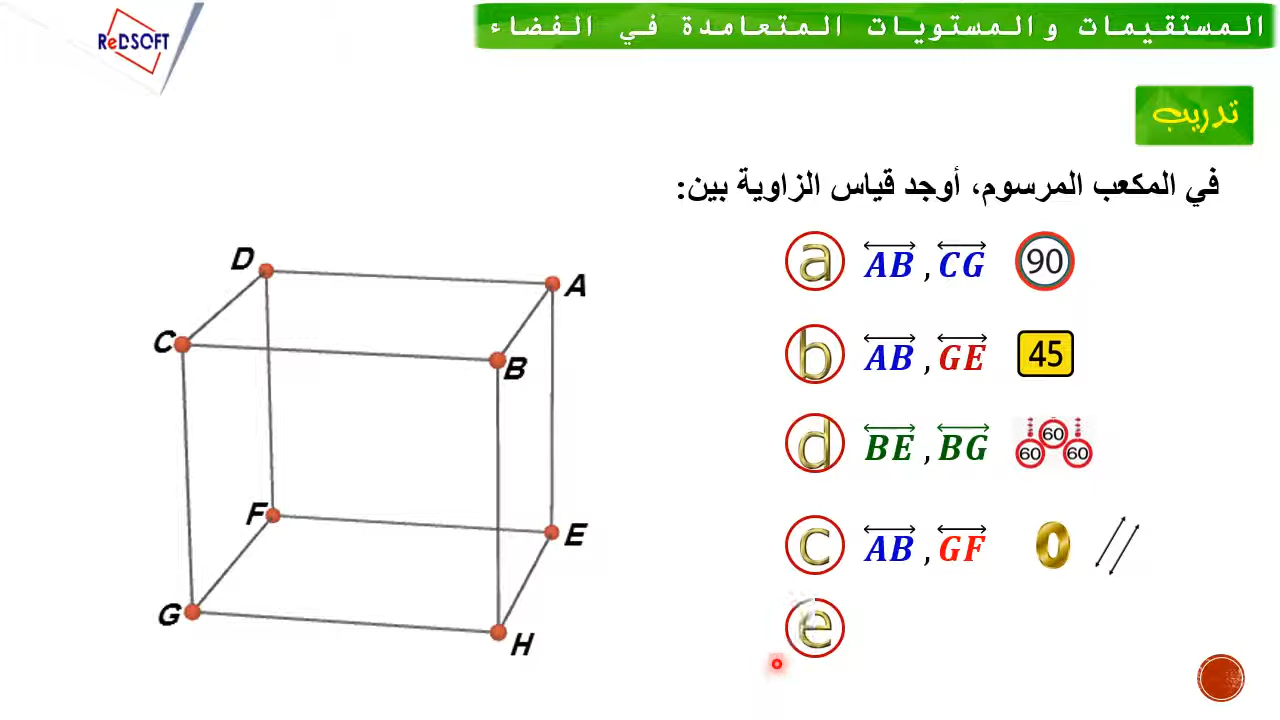 ReDSOFT
المستقيمات والمستويات المتعامدة في الفضاء
تدريب
في المكعب المرسوم، أوجد قياس الزاوية بين:
a AB , CG 90
b AB , GE 45
d BE , BG 60 60 60
c AB , GF 0
e
D
A
C
B
F
E
G
H